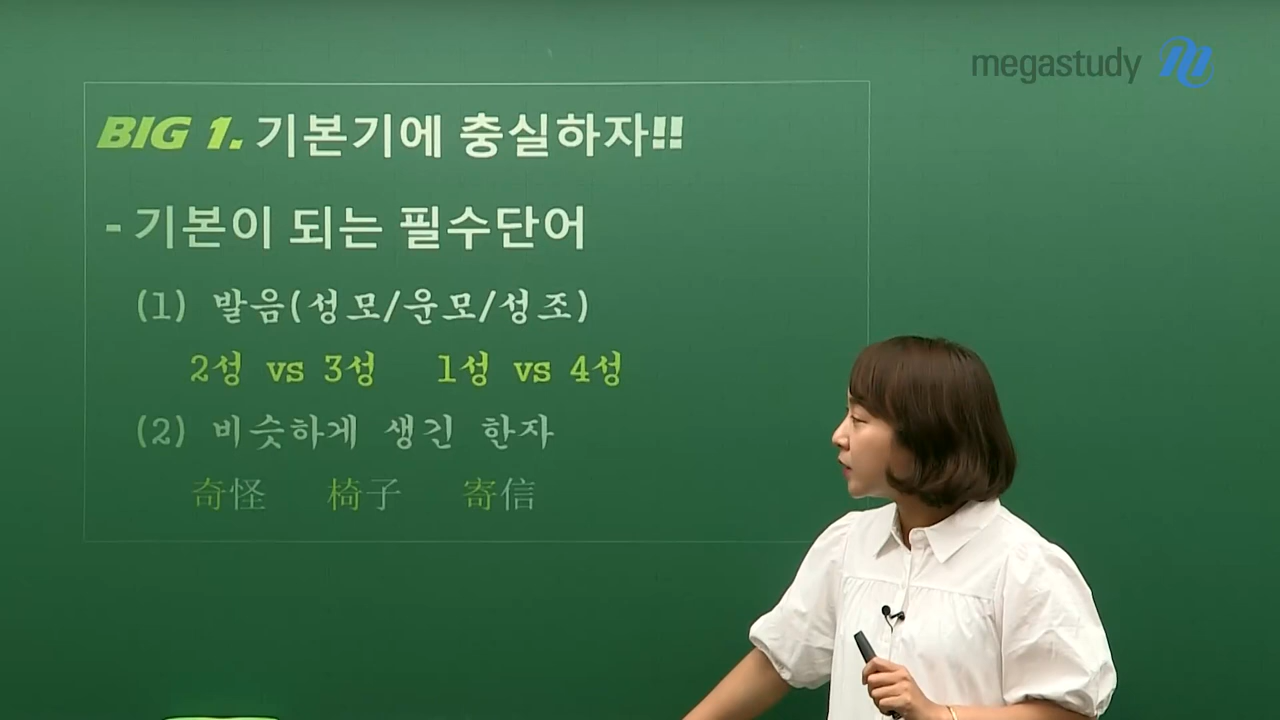 megastudy
BIG 1. 기본기에 충실하자!!
- 기본이 되는 필수단어
(1) 발음(성모/운모/성조)
2성 vs 3성 1성 vs 4성
(2) 비슷하게 생긴 한자
奇怪 椅子 寄信